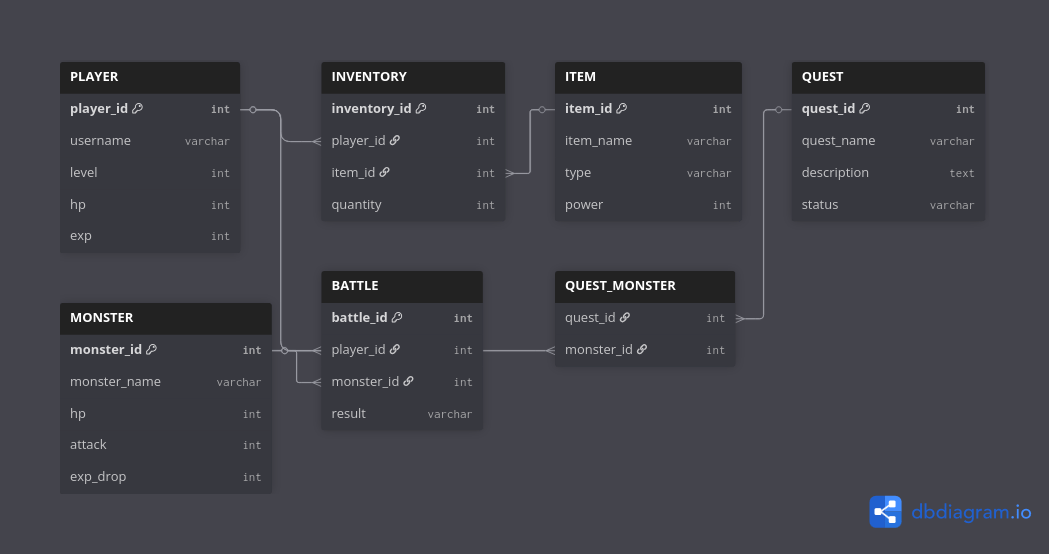 PLAYER
player_id int
username varchar
level int
hp int
exp int
INVENTORY
inventory_id int
player_id int
item_id int
quantity int
ITEM
item_id int
item_name varchar
type varchar
power int
QUEST
quest_id int
quest_name varchar
description text
status varchar
MONSTER
monster_id int
monster_name varchar
hp int
attack int
exp_drop int
BATTLE
battle_id int
player_id int
monster_id int
result varchar
QUEST_MONSTER
quest_id int
monster_id int
dbdiagram.io